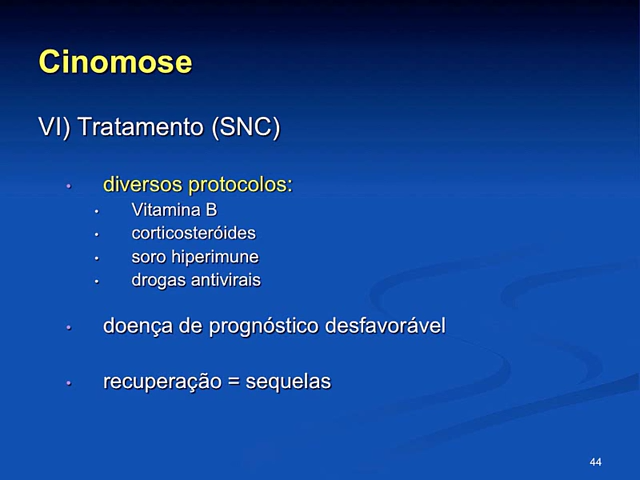 Cinomose
VI) Tratamento (SNC)
• diversos protocolos:
• Vitamina B
• corticosteróides
• soro hiperimune
• drogas antivirais
• doença de prognóstico desfavorável
• recuperação = sequelas
44